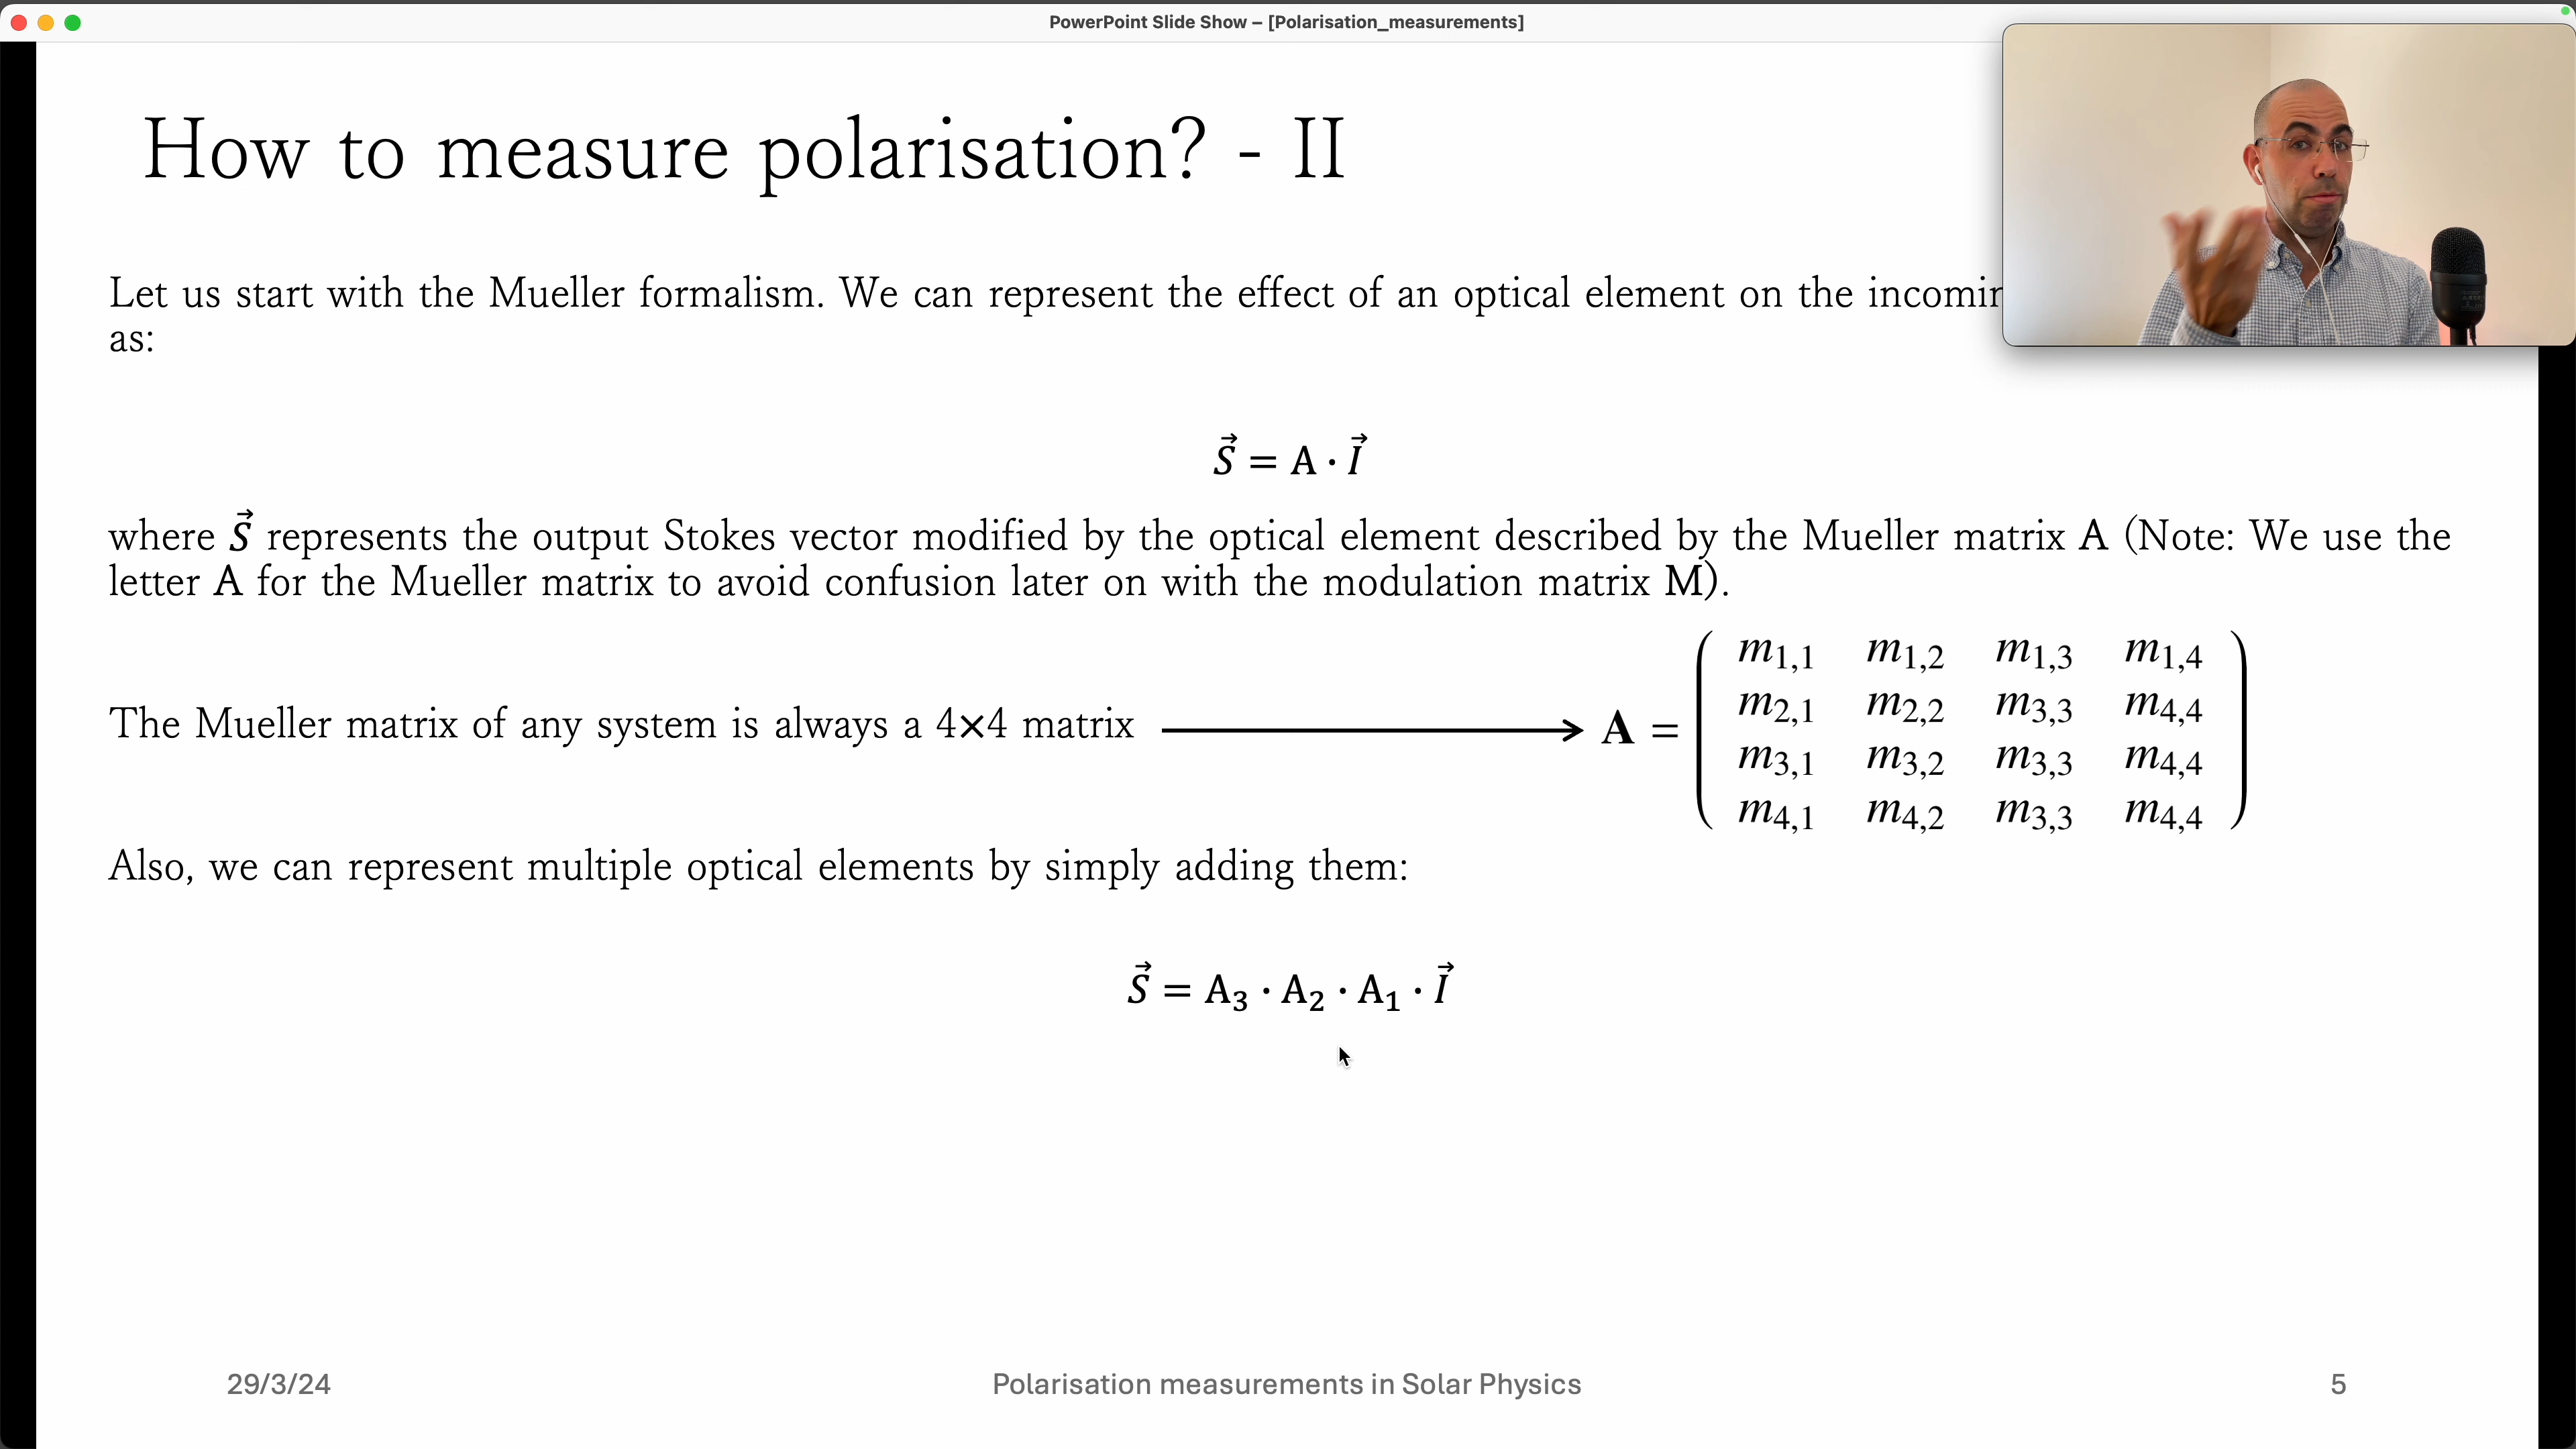 PowerPoint Slide Show – [Polarisation_measurements]
How to measure polarisation? - II
Let us start with the Mueller formalism. We can represent the effect of an optical element on the
as:
S⃗ = A · I⃗
where S⃗ represents the output Stokes vector modified by the optical element described by the Mueller matrix A (Note: We use the
letter A for the Mueller matrix to avoid confusion later on with the modulation matrix M).
The Mueller matrix of any system is always a 4×4 matrix
A =
m1,1 m1,2 m1,3 m1,4
m2,1 m2,2 m3,3 m4,4
m3,1 m3,2 m3,3 m4,4
m4,1 m4,2 m3,3 m4,4
Also, we can represent multiple optical elements by simply adding them:
S⃗ = A₃ · A₂ · A₁ · I⃗
29/3/24
Polarisation measurements in Solar Physics
5